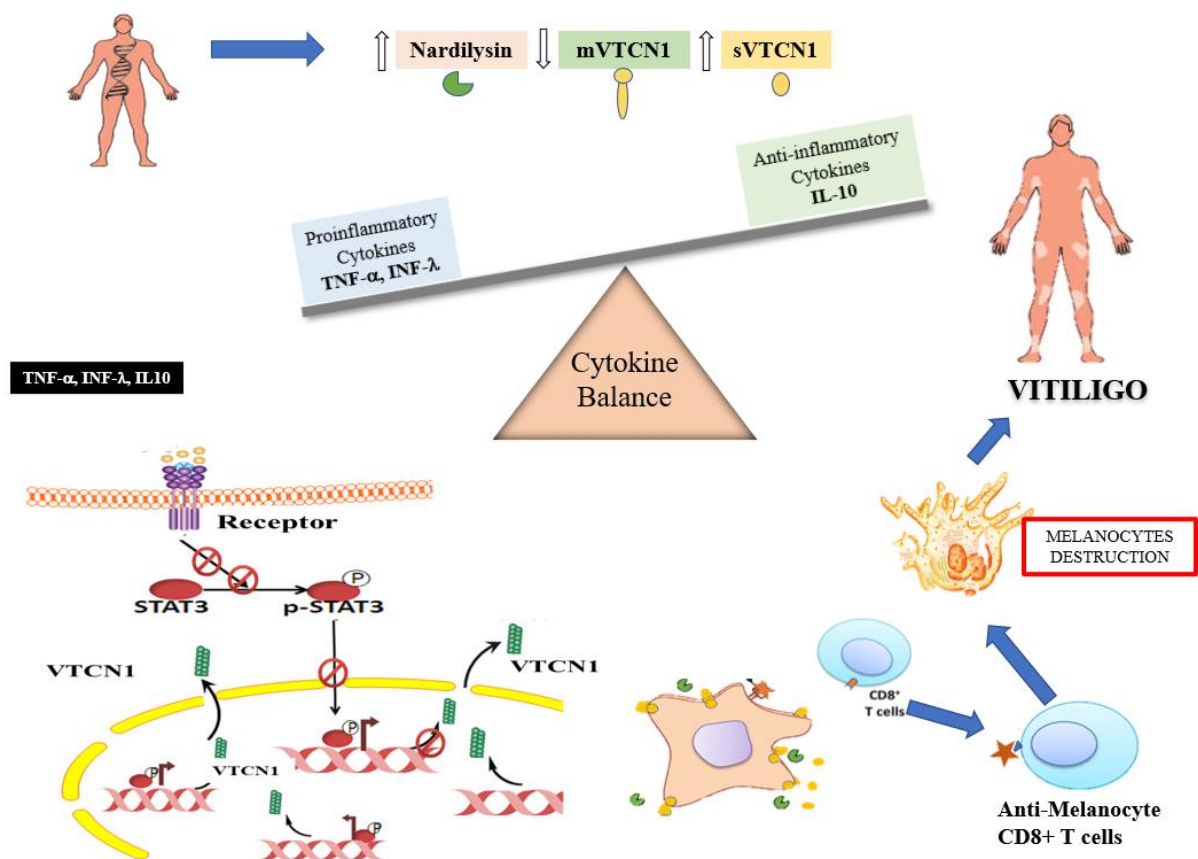 Nardilysin
mVTCN1
sVTCN1
Anti-inflammatory
Cytokines
IL-10
Proinflammatory
Cytokines
TNF-α, INF-λ
Cytokine
Balance
VITILIGO
TNF-α, INF-λ, IL10
Receptor
STAT3
P
p-STAT3
VTCN1
VTCN1
P
P
VTCN1
P
MELANOCYTES
DESTRUCTION
CD8+
T cells
Anti-Melanocyte
CD8+ T cells